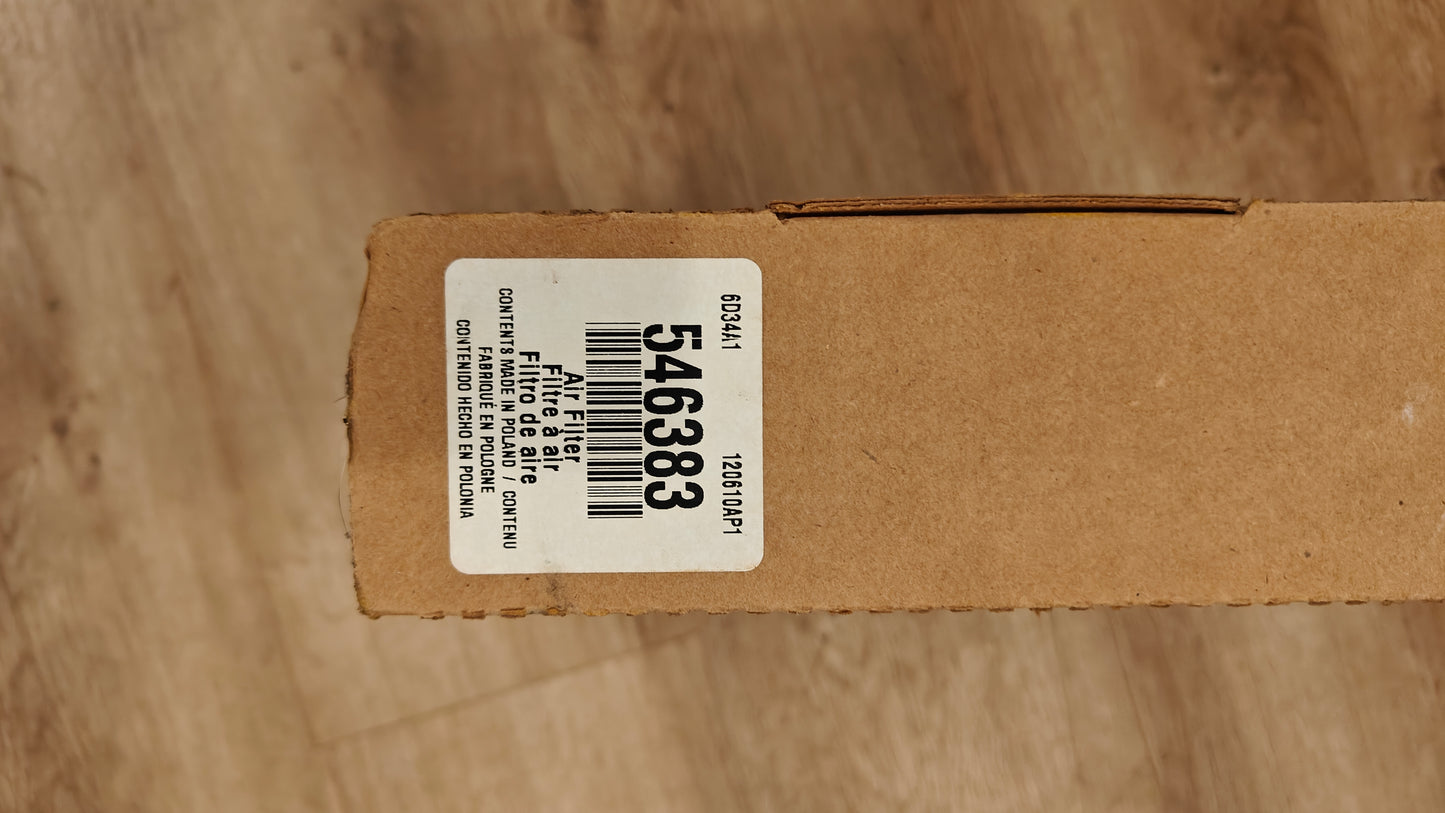 6D34A1 120610AP1
546383
Air Filter
Filtre à air
Filtro de aire
CONTENTS MADE IN POLAND / CONTENU
FABRIQUÉ EN POLOGNE
CONTENIDO HECHO EN POLONIA